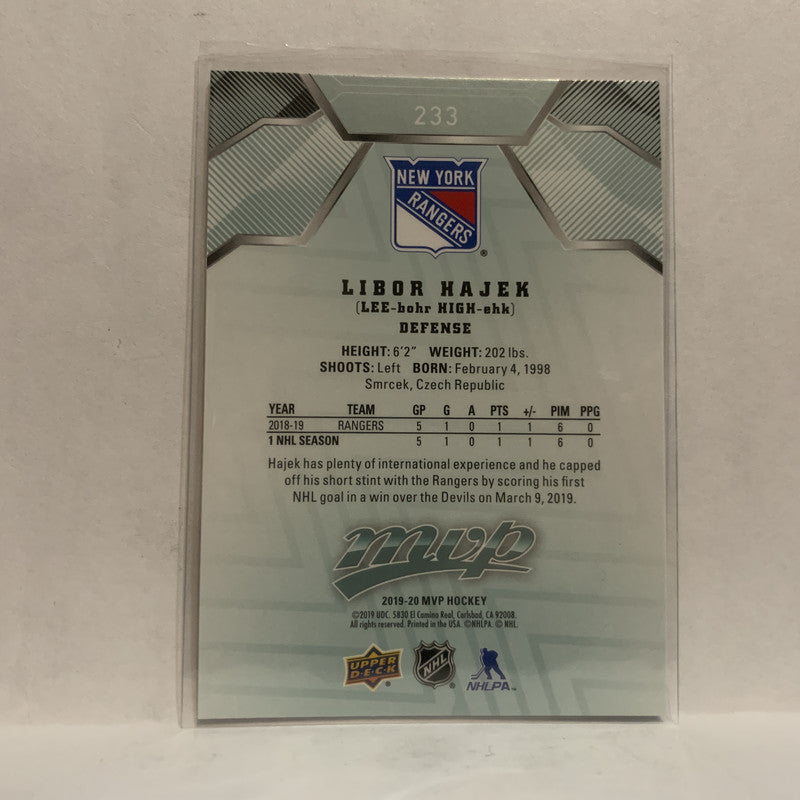 233
NEW YORK
RANGERS
®
LIBOR HAJEK
(LEE-bohr HIGH-ehk)
DEFENSE
HEIGHT: 6'2" WEIGHT: 202 lbs.
SHOOTS: Left BORN: February 4, 1998
Smrcek, Czech Republic
YEAR TEAM GP G A PTS +/- PIM PPG
2018-19 RANGERS 5 1 0 1 1 6 0
1 NHL SEASON 5 1 0 1 1 6 0
Hajek has plenty of international experience and he capped
off his short stint with the Rangers by scoring his first
NHL goal in a win over the Devils on March 9, 2019.
mvp
2019-20 MVP HOCKEY
©2019 UDC. 5830 El Camino Real, Carlsbad, CA 92008.
All rights reserved. Printed in the USA. ©NHLPA. © NHL.
UPPER
D·E·C·K
®
NHL
®
NHLPA™